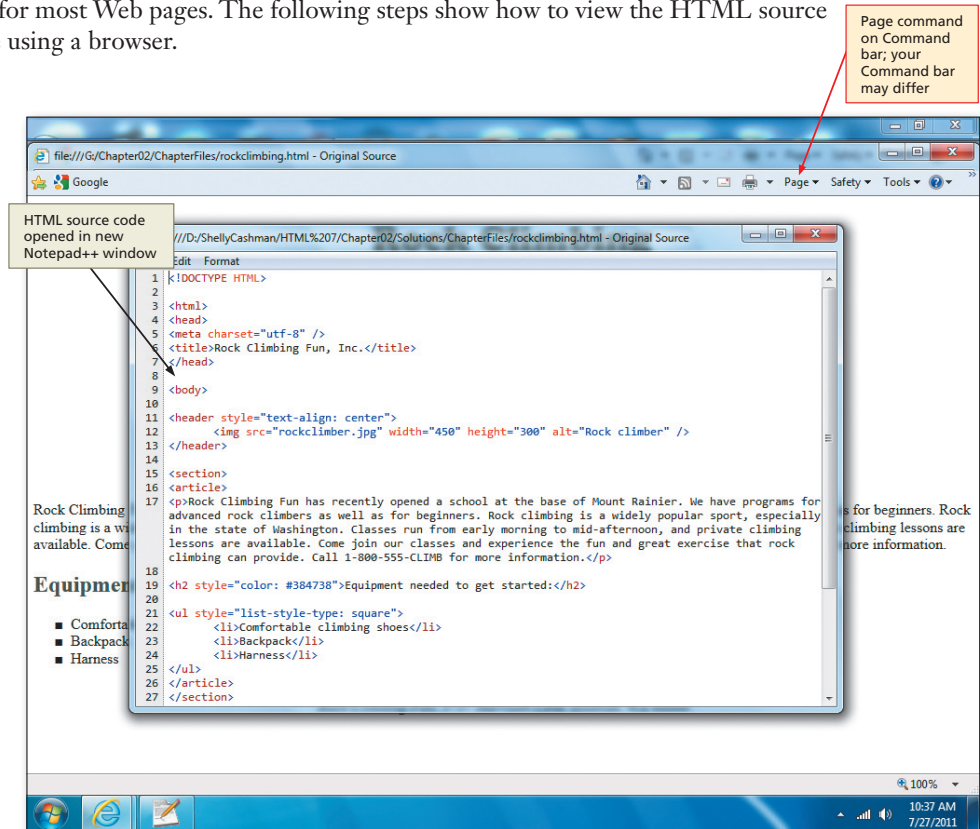 for most Web pages. The following steps show how to view the HTML source
using a browser.
Page command
on Command
bar; your
Command bar
may differ
file:///G:/Chapter02/ChapterFiles/rockclimbing.html - Original Source
Google
Page Safety Tools
HTML source code
opened in new
Notepad++ window
///D:/ShellyCashman/HTML%207/Chapter02/Solutions/ChapterFiles/rockclimbing.html - Original Source
Edit Format
1 <!DOCTYPE HTML>
2
3 <html>
4 <head>
5 <meta charset="utf-8" />
6 <title>Rock Climbing Fun, Inc.</title>
7 </head>
8
9 <body>
10
11 <header style="text-align: center">
12 <img src="rockclimber.jpg" width="450" height="300" alt="Rock climber" />
13 </header>
14
15 <section>
16 <article>
17 <p>Rock Climbing Fun has recently opened a school at the base of Mount Rainier. We have programs for
advanced rock climbers as well as for beginners. Rock climbing is a widely popular sport, especially
in the state of Washington. Classes run from early morning to mid-afternoon, and private climbing
lessons are available. Come join our classes and experience the fun and great exercise that rock
climbing can provide. Call 1-800-555-CLIMB for more information.</p>
18
19 <h2 style="color: #384738">Equipment needed to get started:</h2>
20
21 <ul style="list-style-type: square">
22 <li>Comfortable climbing shoes</li>
23 <li>Backpack</li>
24 <li>Harness</li>
25 </ul>
26 </article>
27 </section>
Rock Climbing s for beginners. Rock
climbing is a wi climbing lessons are
available. Come more information.
Equipmen
■ Comforta
■ Backpack
■ Harness
100%
10:37 AM
7/27/2011